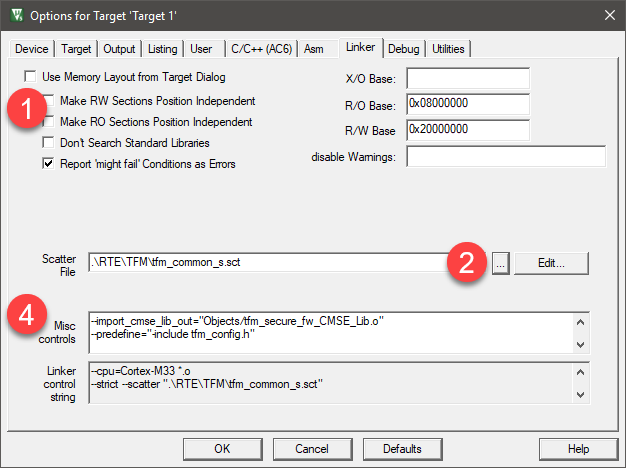 Options for Target 'Target 1'
Device Target Output Listing User C/C++ (AC6) Asm Linker Debug Utilities
Use Memory Layout from Target Dialog
X/O Base:
1
Make RW Sections Position Independent
R/O Base: 0x08000000
Make RO Sections Position Independent
R/W Base 0x20000000
Don't Search Standard Libraries
disable Warnings:
Report 'might fail' Conditions as Errors
Scatter
File
.\RTE\TFM\tfm_common_s.sct
2
...
Edit...
4
Misc
controls
--import_cmse_lib_out="Objects/tfm_secure_fw_CMSE_Lib.o"
--predefine="-include tfm_config.h"
Linker
control
string
--cpu=Cortex-M33 *.o
--strict --scatter ".\RTE\TFM\tfm_common_s.sct"
OK Cancel Defaults Help